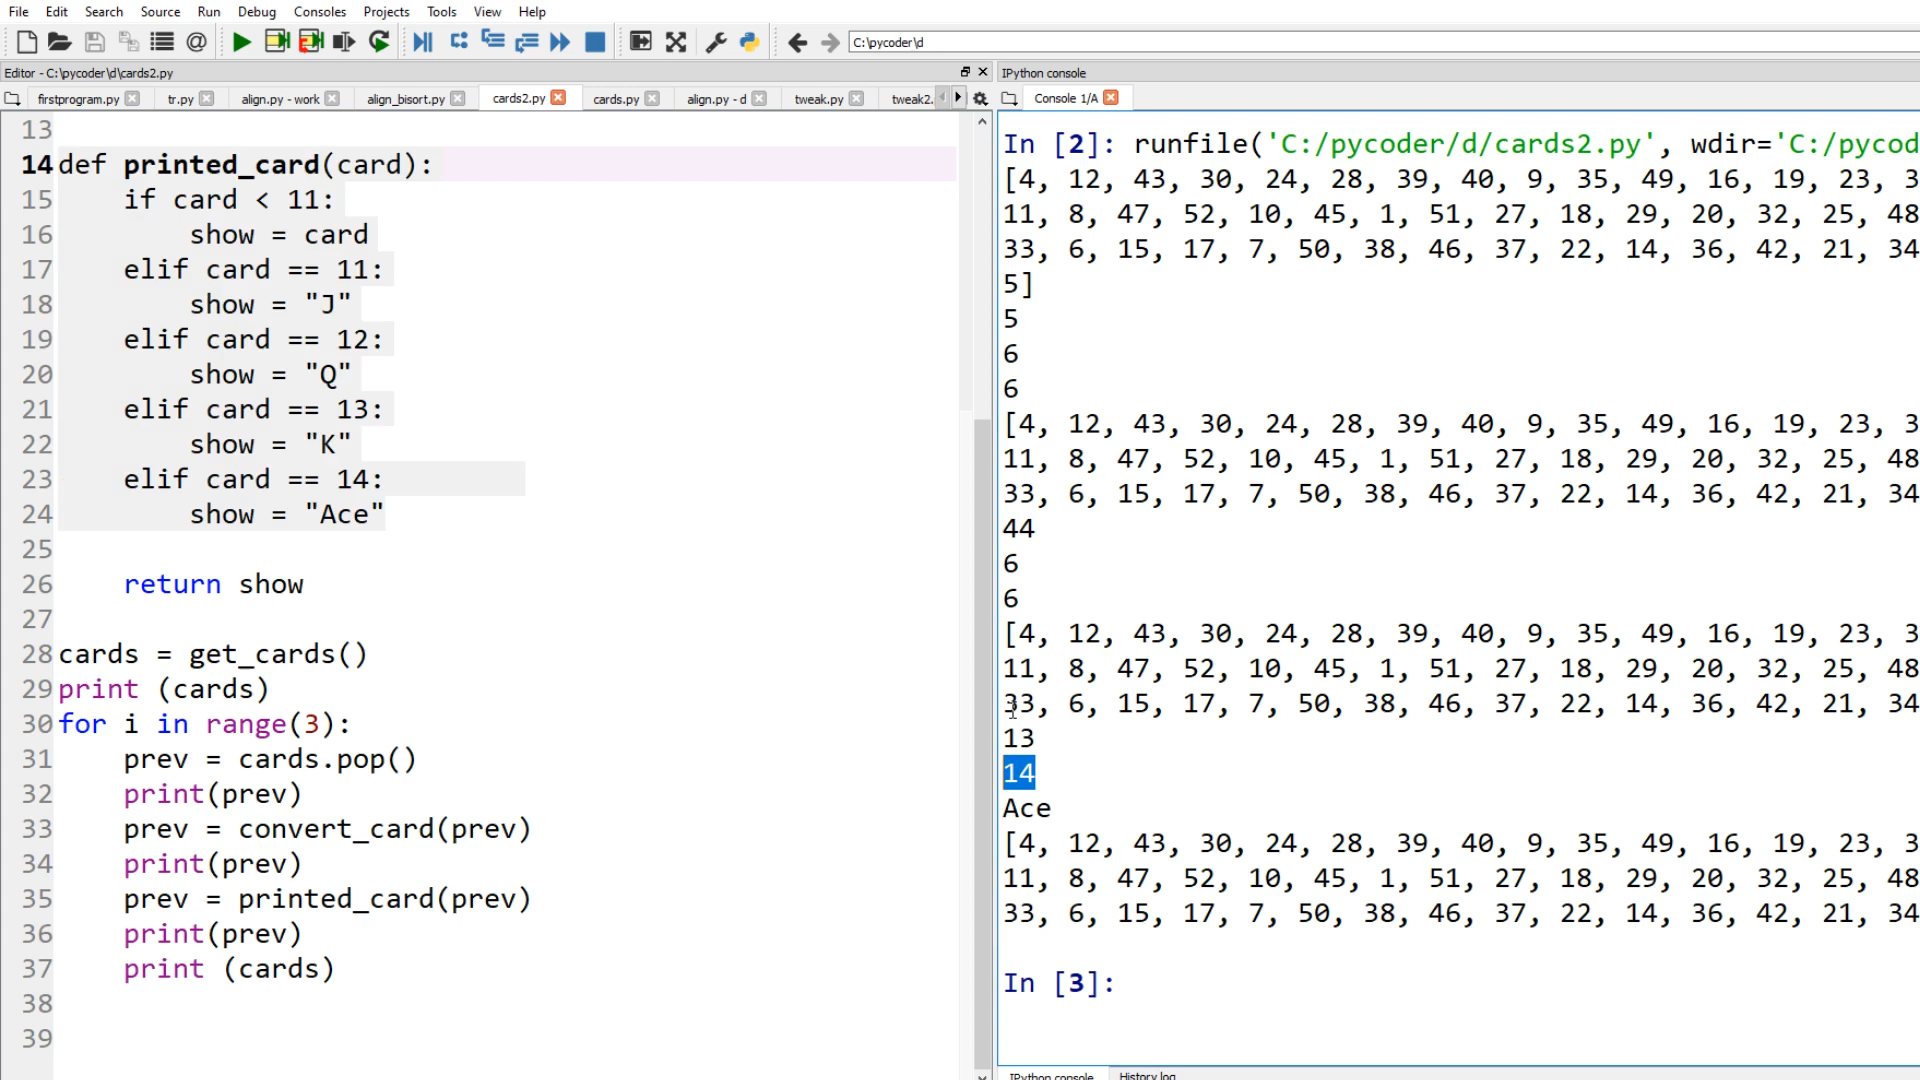 File Edit Search Source Run Debug Consoles Projects Tools View Help
C:\pycoder\d
Editor - C:\pycoder\d\cards2.py
IPython console
firstprogram.py tr.py align.py - work align_bisort.py cards2.py cards.py align.py - d tweak.py tweak2.
Console 1/A
13
14 def printed_card(card):
15 if card < 11:
16 show = card
17 elif card == 11:
18 show = "J"
19 elif card == 12:
20 show = "Q"
21 elif card == 13:
22 show = "K"
23 elif card == 14:
24 show = "Ace"
25
26 return show
27
28 cards = get_cards()
29 print (cards)
30 for i in range(3):
31 prev = cards.pop()
32 print(prev)
33 prev = convert_card(prev)
34 print(prev)
35 prev = printed_card(prev)
36 print(prev)
37 print (cards)
38
39
In [2]: runfile('C:/pycoder/d/cards2.py', wdir='C:/pycod
[4, 12, 43, 30, 24, 28, 39, 40, 9, 35, 49, 16, 19, 23, 3
11, 8, 47, 52, 10, 45, 1, 51, 27, 18, 29, 20, 32, 25, 48
33, 6, 15, 17, 7, 50, 38, 46, 37, 22, 14, 36, 42, 21, 34
5]
5
6
6
[4, 12, 43, 30, 24, 28, 39, 40, 9, 35, 49, 16, 19, 23, 3
11, 8, 47, 52, 10, 45, 1, 51, 27, 18, 29, 20, 32, 25, 48
33, 6, 15, 17, 7, 50, 38, 46, 37, 22, 14, 36, 42, 21, 34
44
6
6
[4, 12, 43, 30, 24, 28, 39, 40, 9, 35, 49, 16, 19, 23, 3
11, 8, 47, 52, 10, 45, 1, 51, 27, 18, 29, 20, 32, 25, 48
33, 6, 15, 17, 7, 50, 38, 46, 37, 22, 14, 36, 42, 21, 34
13
14
Ace
[4, 12, 43, 30, 24, 28, 39, 40, 9, 35, 49, 16, 19, 23, 3
11, 8, 47, 52, 10, 45, 1, 51, 27, 18, 29, 20, 32, 25, 48
33, 6, 15, 17, 7, 50, 38, 46, 37, 22, 14, 36, 42, 21, 34
In [3]:
IPython console History log